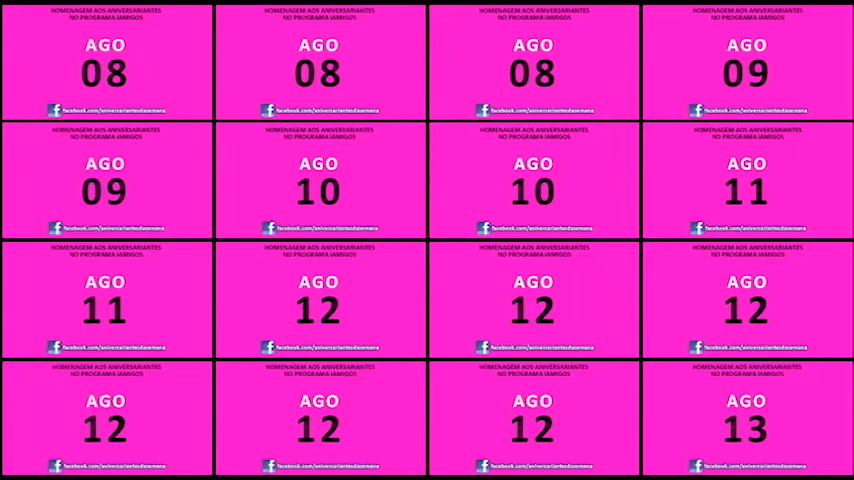 HOMENAGEM AOS ANIVERSARIANTES
NO PROGRAMA iAMIGOS
AGO
08
facebook.com/aniversariantesdasemana
HOMENAGEM AOS ANIVERSARIANTES
NO PROGRAMA iAMIGOS
AGO
08
facebook.com/aniversariantesdasemana
HOMENAGEM AOS ANIVERSARIANTES
NO PROGRAMA iAMIGOS
AGO
08
facebook.com/aniversariantesdasemana
HOMENAGEM AOS ANIVERSARIANTES
NO PROGRAMA iAMIGOS
AGO
09
facebook.com/aniversariantesdasemana
HOMENAGEM AOS ANIVERSARIANTES
NO PROGRAMA iAMIGOS
AGO
09
facebook.com/aniversariantesdasemana
HOMENAGEM AOS ANIVERSARIANTES
NO PROGRAMA iAMIGOS
AGO
10
facebook.com/aniversariantesdasemana
HOMENAGEM AOS ANIVERSARIANTES
NO PROGRAMA iAMIGOS
AGO
10
facebook.com/aniversariantesdasemana
HOMENAGEM AOS ANIVERSARIANTES
NO PROGRAMA iAMIGOS
AGO
11
facebook.com/aniversariantesdasemana
HOMENAGEM AOS ANIVERSARIANTES
NO PROGRAMA iAMIGOS
AGO
11
facebook.com/aniversariantesdasemana
HOMENAGEM AOS ANIVERSARIANTES
NO PROGRAMA iAMIGOS
AGO
12
facebook.com/aniversariantesdasemana
HOMENAGEM AOS ANIVERSARIANTES
NO PROGRAMA iAMIGOS
AGO
12
facebook.com/aniversariantesdasemana
HOMENAGEM AOS ANIVERSARIANTES
NO PROGRAMA iAMIGOS
AGO
12
facebook.com/aniversariantesdasemana
HOMENAGEM AOS ANIVERSARIANTES
NO PROGRAMA iAMIGOS
AGO
12
facebook.com/aniversariantesdasemana
HOMENAGEM AOS ANIVERSARIANTES
NO PROGRAMA iAMIGOS
AGO
12
facebook.com/aniversariantesdasemana
HOMENAGEM AOS ANIVERSARIANTES
NO PROGRAMA iAMIGOS
AGO
12
facebook.com/aniversariantesdasemana
HOMENAGEM AOS ANIVERSARIANTES
NO PROGRAMA iAMIGOS
AGO
13
facebook.com/aniversariantesdasemana